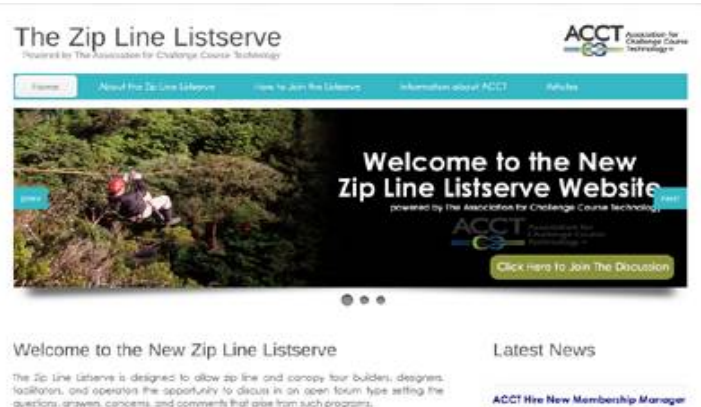 The Zip Line Listserve
Powered by The Association for Challenge Course Technology
ACCT Association for
Challenge Course
Technology
Home About the Zip Line Listserve How to Join the Listserve Information about ACCT Articles
Welcome to the New
Zip Line Listserve Website
powered by The Association for Challenge Course Technology
prev
next
ACCT Association for
Challenge Course
Technology
Click Here to Join The Discussion
Welcome to the New Zip Line Listserve
Latest News
The Zip Line Listserve is designed to allow zip line and canopy tour builders, designers,
facilitators, and operators the opportunity to discuss in an open forum type setting the
questions, answers, concerns, and comments that arise from such programs.
ACCT Hire New Membership Manager